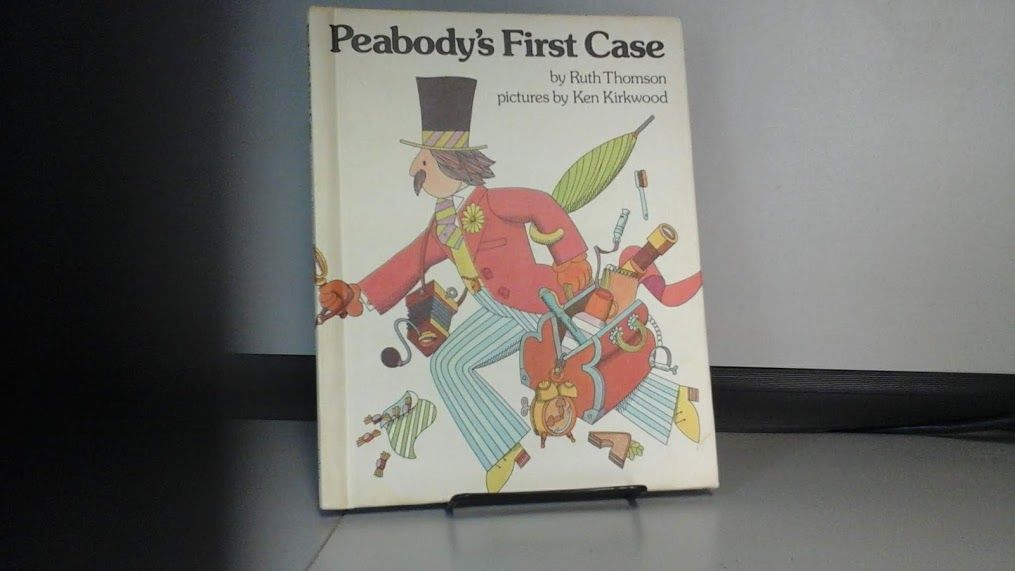 Peabody's First Case
by Ruth Thomson
pictures by Ken Kirkwood